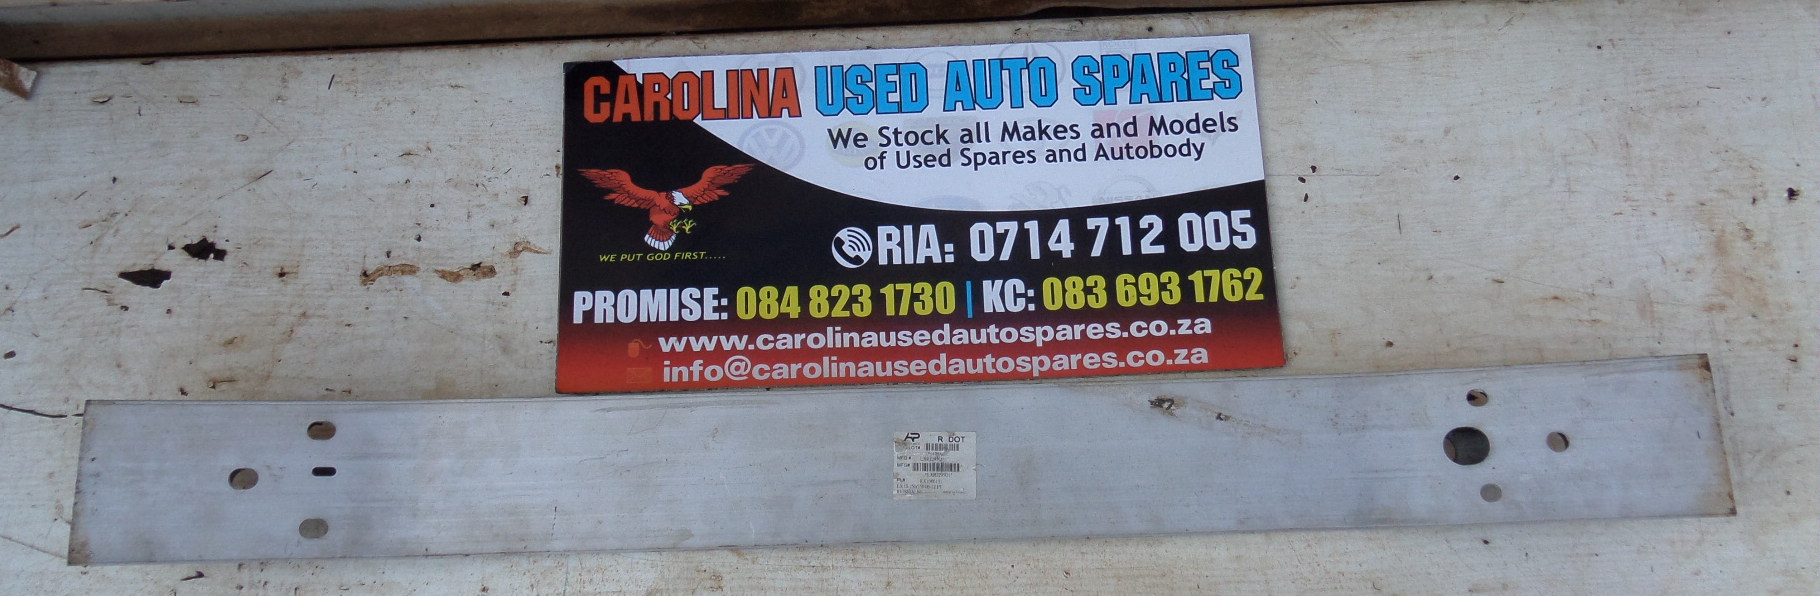 CAROLINA USED AUTO SPARES
We Stock all Makes and Models
of Used Spares and Autobody
WE PUT GOD FIRST.....
RIA: 0714 712 005
PROMISE: 084 823 1730 | KC: 083 693 1762
www.carolinausedautospares.co.za
info@carolinausedautospares.co.za
AP R DOT